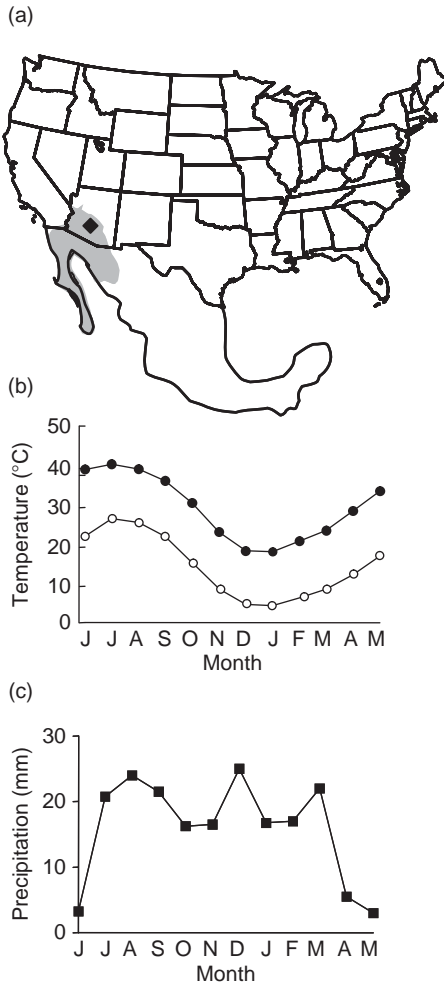 (a)
(b)
50
40
30
20
10
0
Temperature (°C)
J J A S O N D J F M A M
Month
(c)
30
20
10
0
Precipitation (mm)
J J A S O N D J F M A M
Month